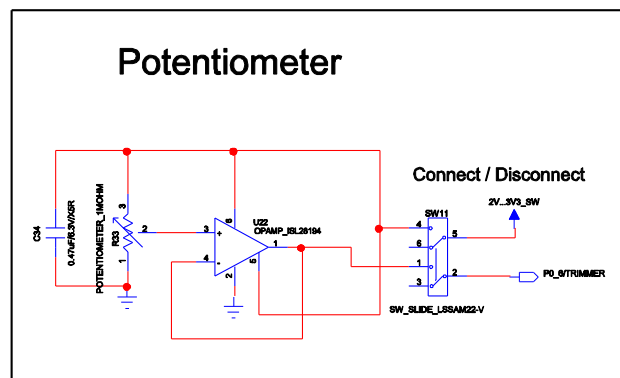 Potentiometer
Connect / Disconnect
2V...3V3_SW
C34
0.47uF/6.3V/X5R
POTENTIOMETER_1MOHM
R33
3
2
1
U22
OPAMP_ISL28194
3
+
4
-
6
1
5
2
SW11
4
5
6
1
2
3
P0_6/TRIMMER
SW_SLIDE_LSSAM22-V